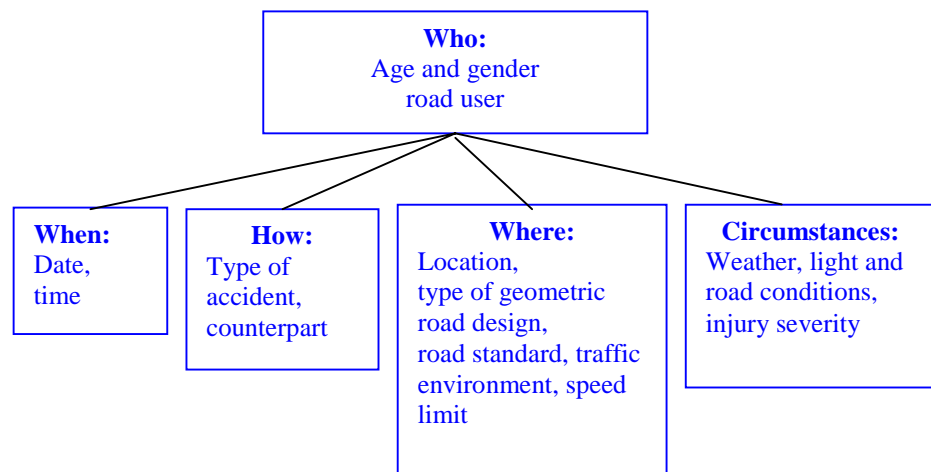 Who:
Age and gender
road user
When:
Date,
time
How:
Type of
accident,
counterpart
Where:
Location,
type of geometric
road design,
road standard, traffic
environment, speed
limit
Circumstances:
Weather, light and
road conditions,
injury severity